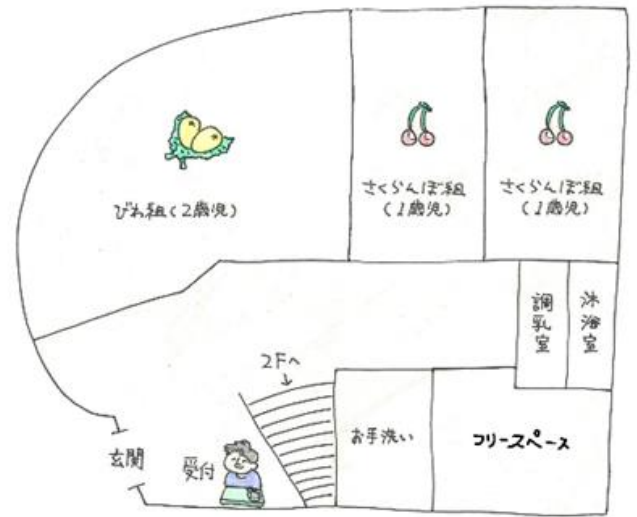 びわ組(2歳児)
さくらんぼ組
(1歳児)
さくらんぼ組
(1歳児)
調乳室
沐浴室
2Fへ
お手洗い
フリースペース
玄関
受付